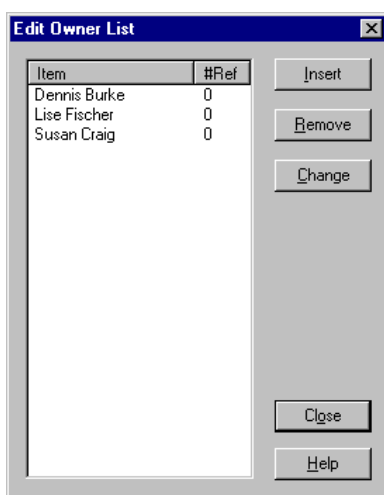 Edit Owner List
Item #Ref
Dennis Burke 0
Lise Fischer 0
Susan Craig 0
Insert
Remove
Change
Close
Help